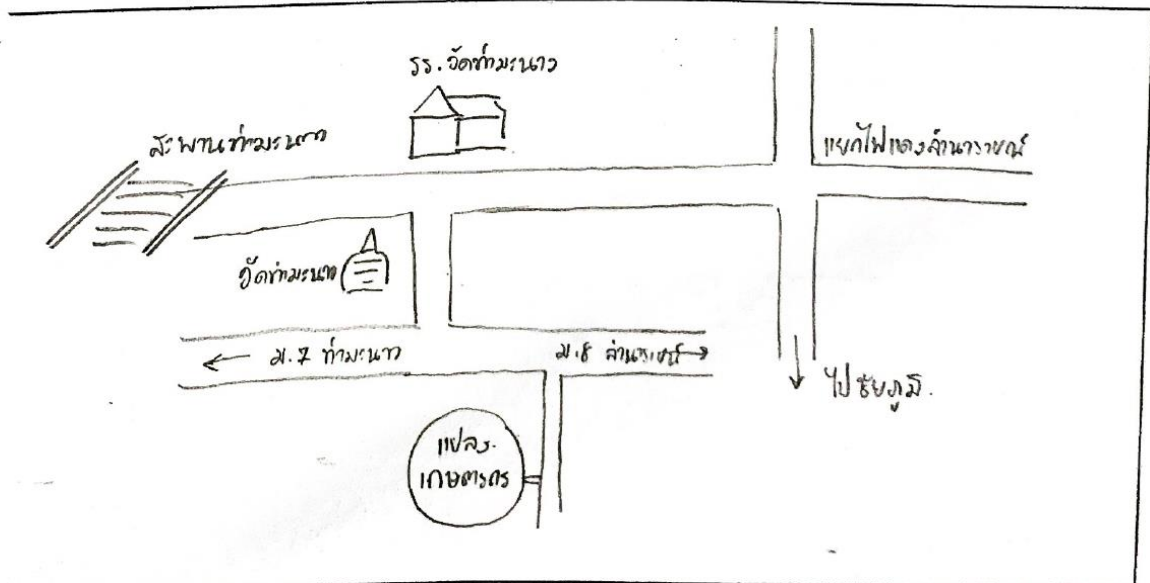 รร.วัดท่ามะนาว
สะพานท่ามะนาว
แยกไฟแดงลำนารายณ์
วัดท่ามะนาว
← ม.7 ท่ามะนาว
ม.8 ลำนารายณ์ →
ไปชัยภูมิ.
แปลง.
เกษตรกร